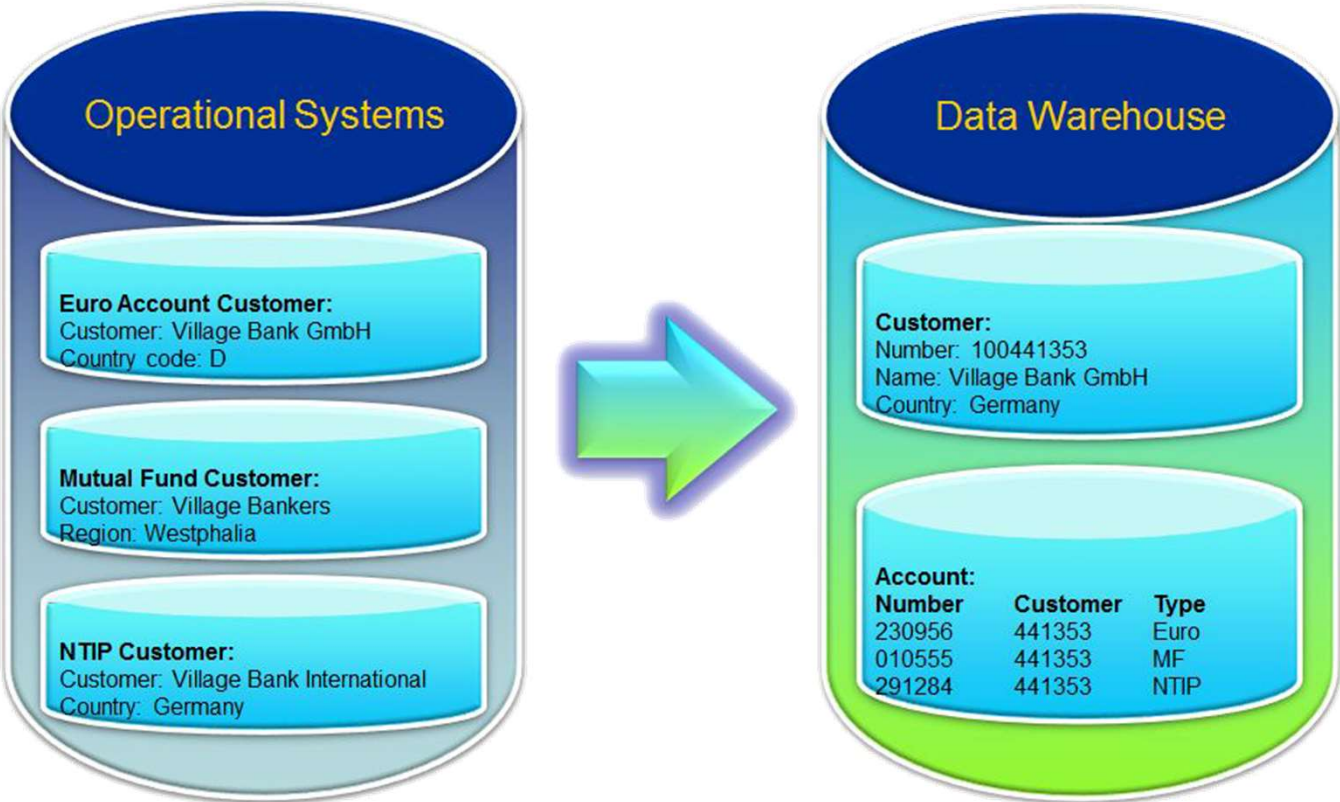 Operational Systems
Euro Account Customer:
Customer: Village Bank GmbH
Country code: D
Mutual Fund Customer:
Customer: Village Bankers
Region: Westphalia
NTIP Customer:
Customer: Village Bank International
Country: Germany
Data Warehouse
Customer:
Number: 100441353
Name: Village Bank GmbH
Country: Germany
Account:
Number Customer Type
230956 441353 Euro
010555 441353 MF
291284 441353 NTIP